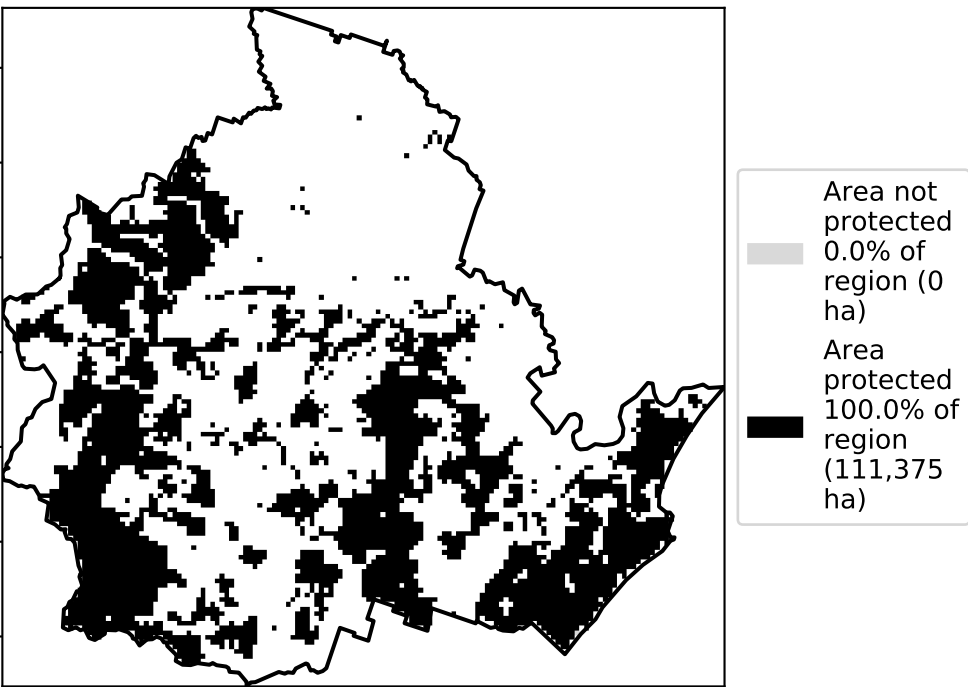 Area not
protected
0.0% of
region (0
ha)
Area
protected
100.0% of
region
(111,375
ha)